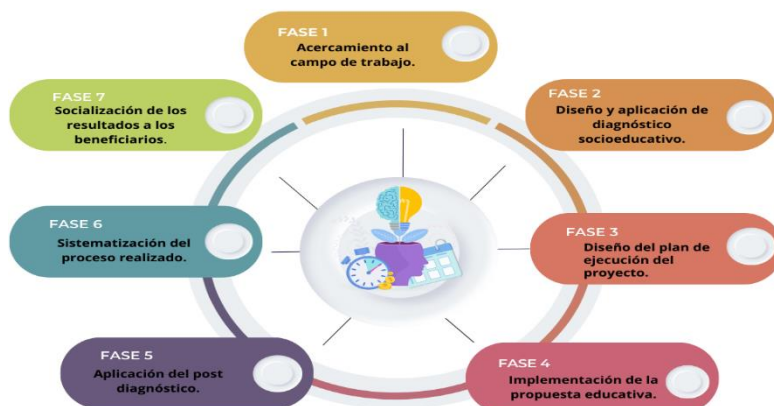 FASE 1
Acercamiento al
campo de trabajo.
FASE 2
Diseño y aplicación de
diagnóstico
socioeducativo.
FASE 3
Diseño del plan de
ejecución del
proyecto.
FASE 4
Implementación de la
propuesta educativa.
FASE 5
Aplicación del post
diagnóstico.
FASE 6
Sistematización del
proceso realizado.
FASE 7
Socialización de los
resultados a los
beneficiarios.